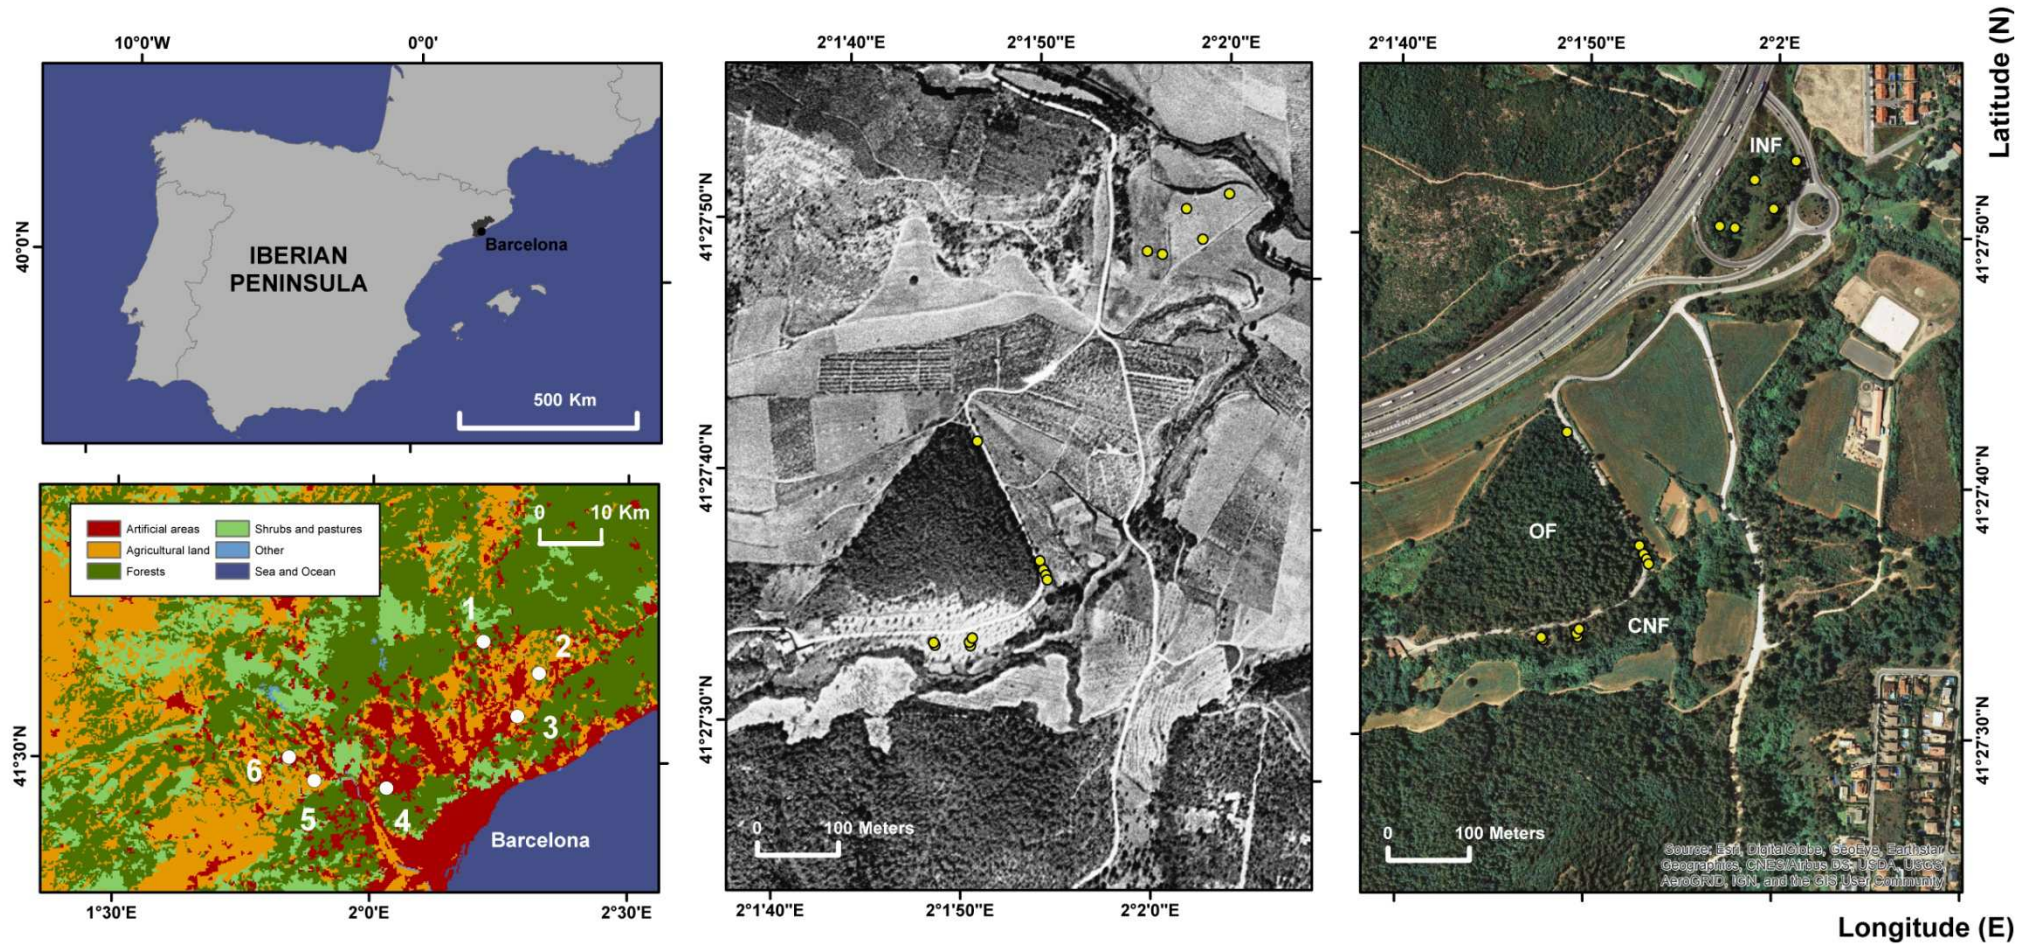 10°0'W
0°0'
40°0'N
IBERIAN
PENINSULA
Barcelona
500 Km
Artificial areas
Agricultural land
Forests
Shrubs and pastures
Other
Sea and Ocean
0 10 Km
1
2
3
4
5
6
Barcelona
41°30'N
1°30'E
2°0'E
2°30'E
2°1'40"E
2°1'50"E
2°2'0"E
41°27'50"N
41°27'40"N
41°27'30"N
0 100 Meters
2°1'40"E
2°1'50"E
2°2'0"E
2°1'40"E
2°1'50"E
2°2'E
Latitude (N)
INF
OF
CNF
41°27'50"N
41°27'40"N
41°27'30"N
0 100 Meters
Source: Esri, DigitalGlobe, GeoEye, Earthstar
Geographics, CNES/Airbus DS, USDA, USGS,
AeroGRID, IGN, and the GIS User Community
Longitude (E)